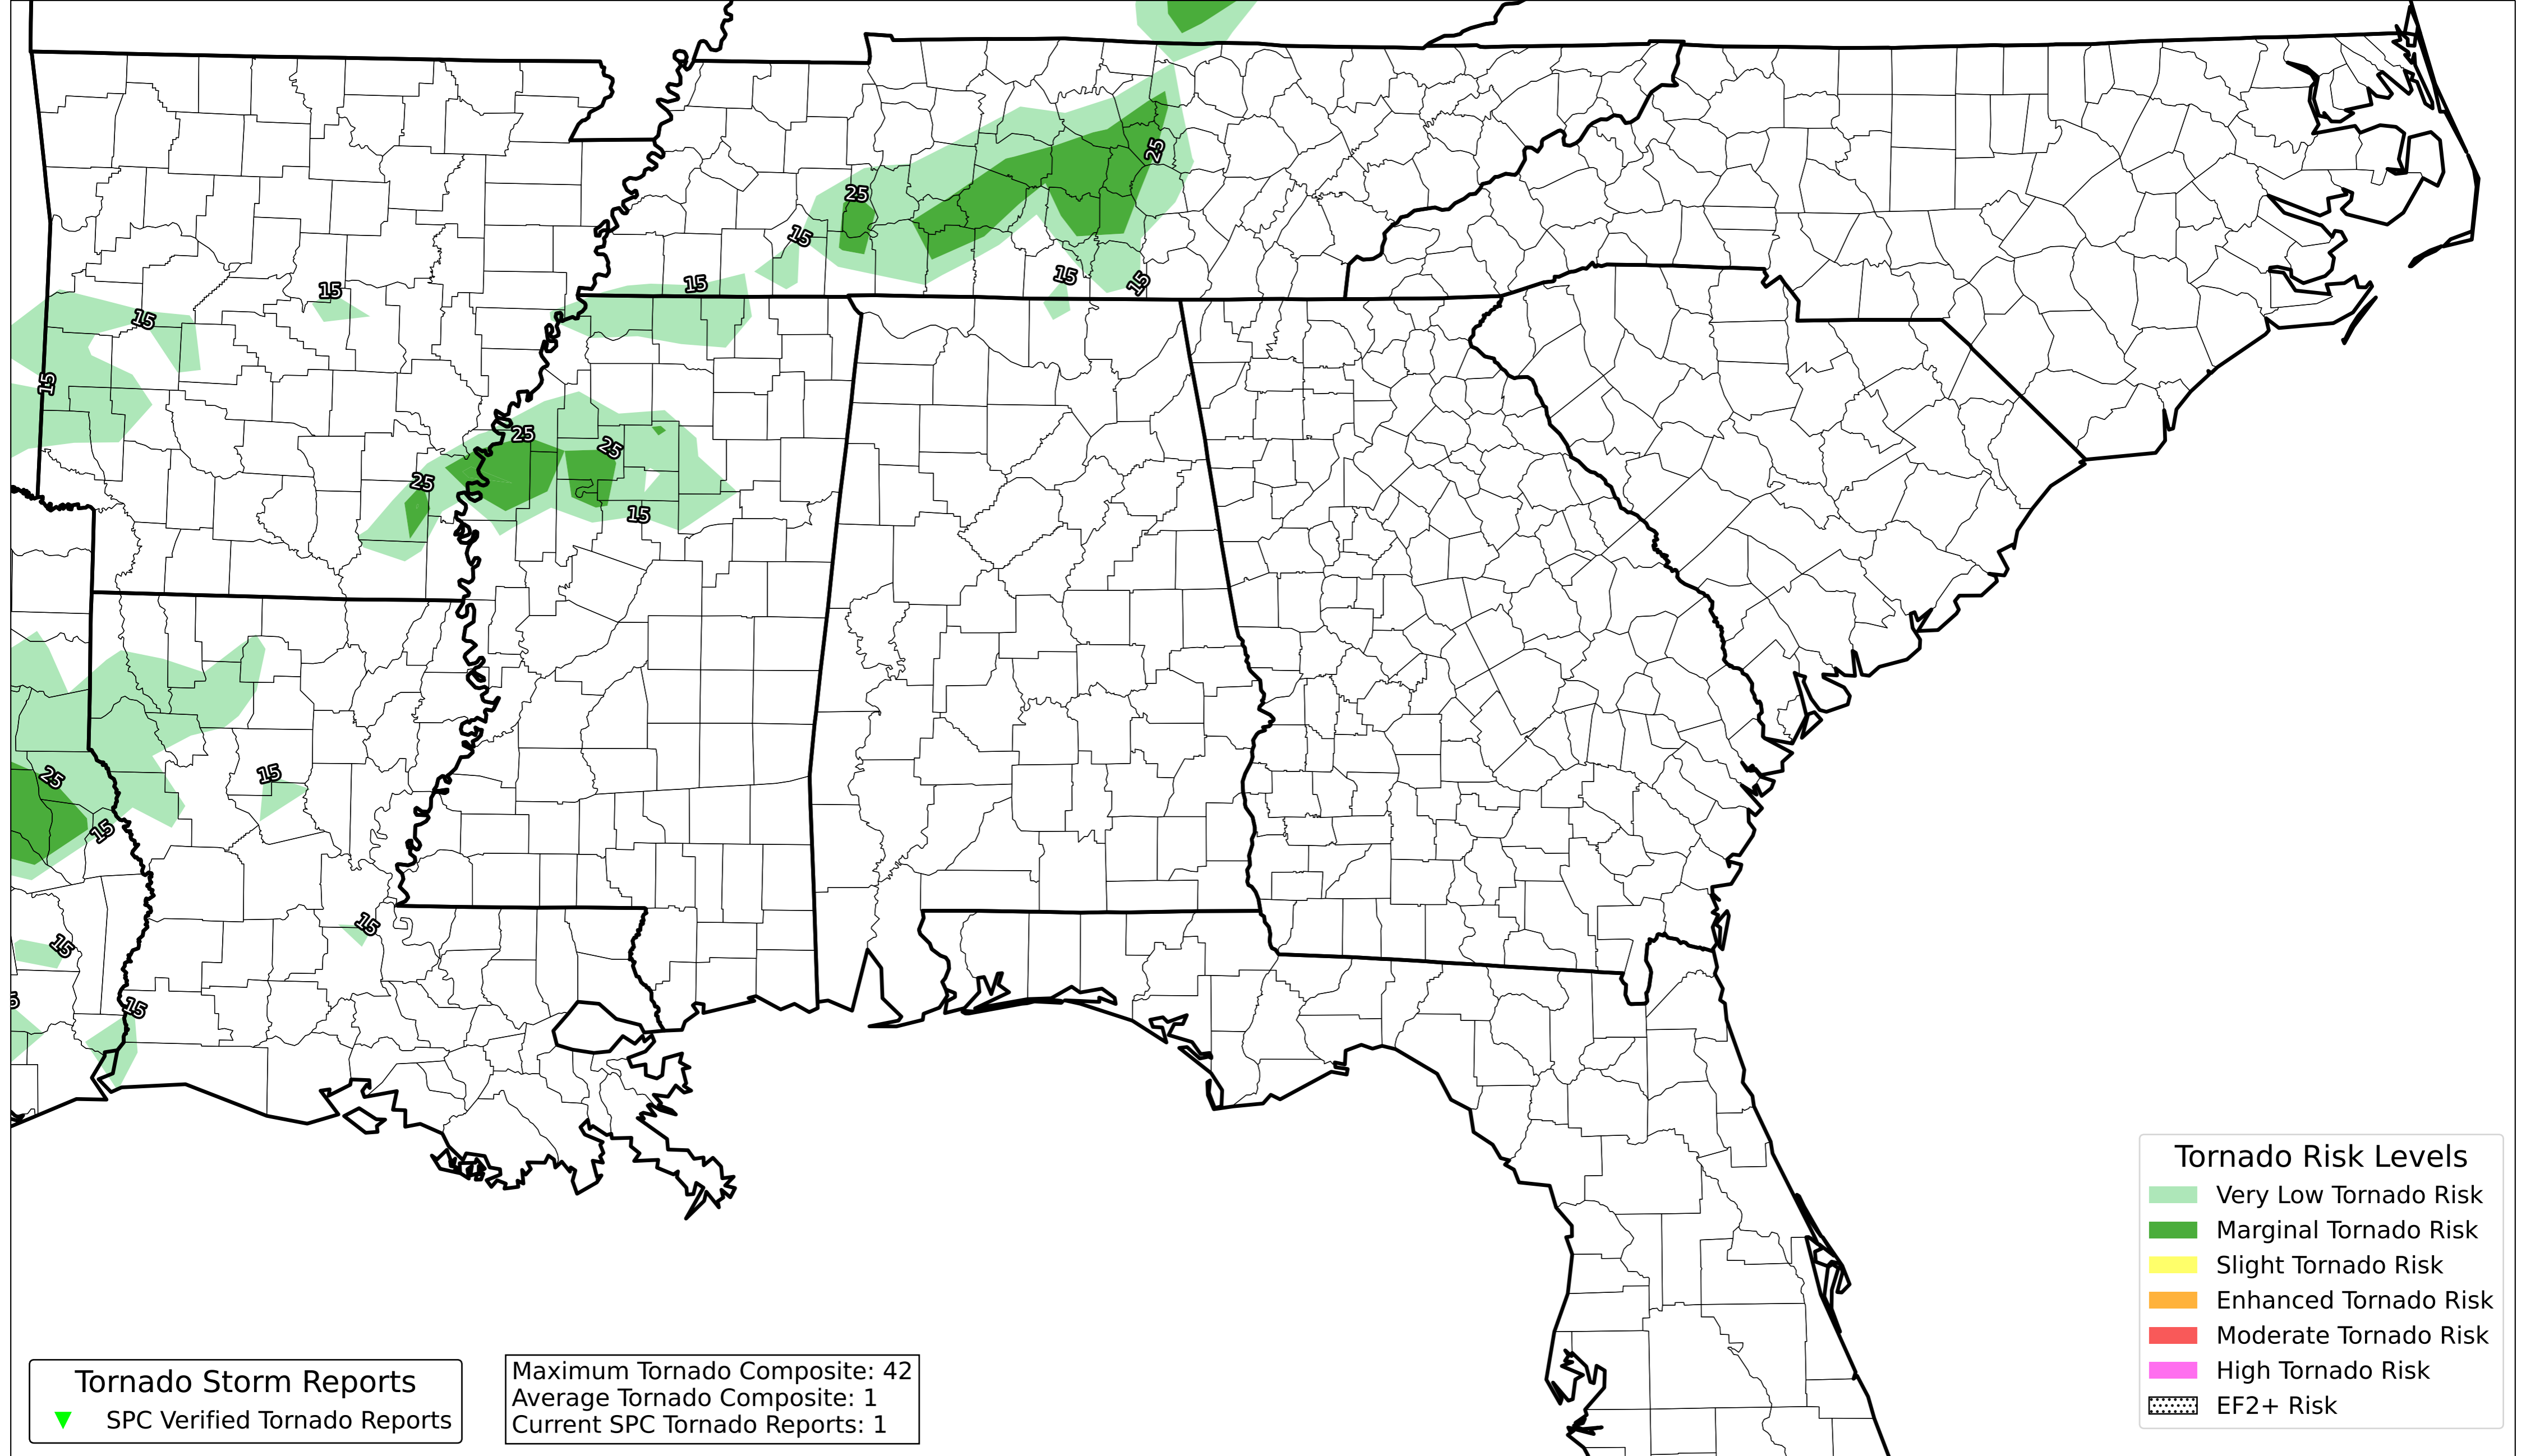 25
25
15
15
15
15
15
15
15
25
25
25
15
25
15
15
15
15
15
Tornado Risk Levels
Very Low Tornado Risk
Marginal Tornado Risk
Slight Tornado Risk
Enhanced Tornado Risk
Moderate Tornado Risk
High Tornado Risk
EF2+ Risk
Tornado Storm Reports
SPC Verified Tornado Reports
Maximum Tornado Composite: 42
Average Tornado Composite: 1
Current SPC Tornado Reports: 1